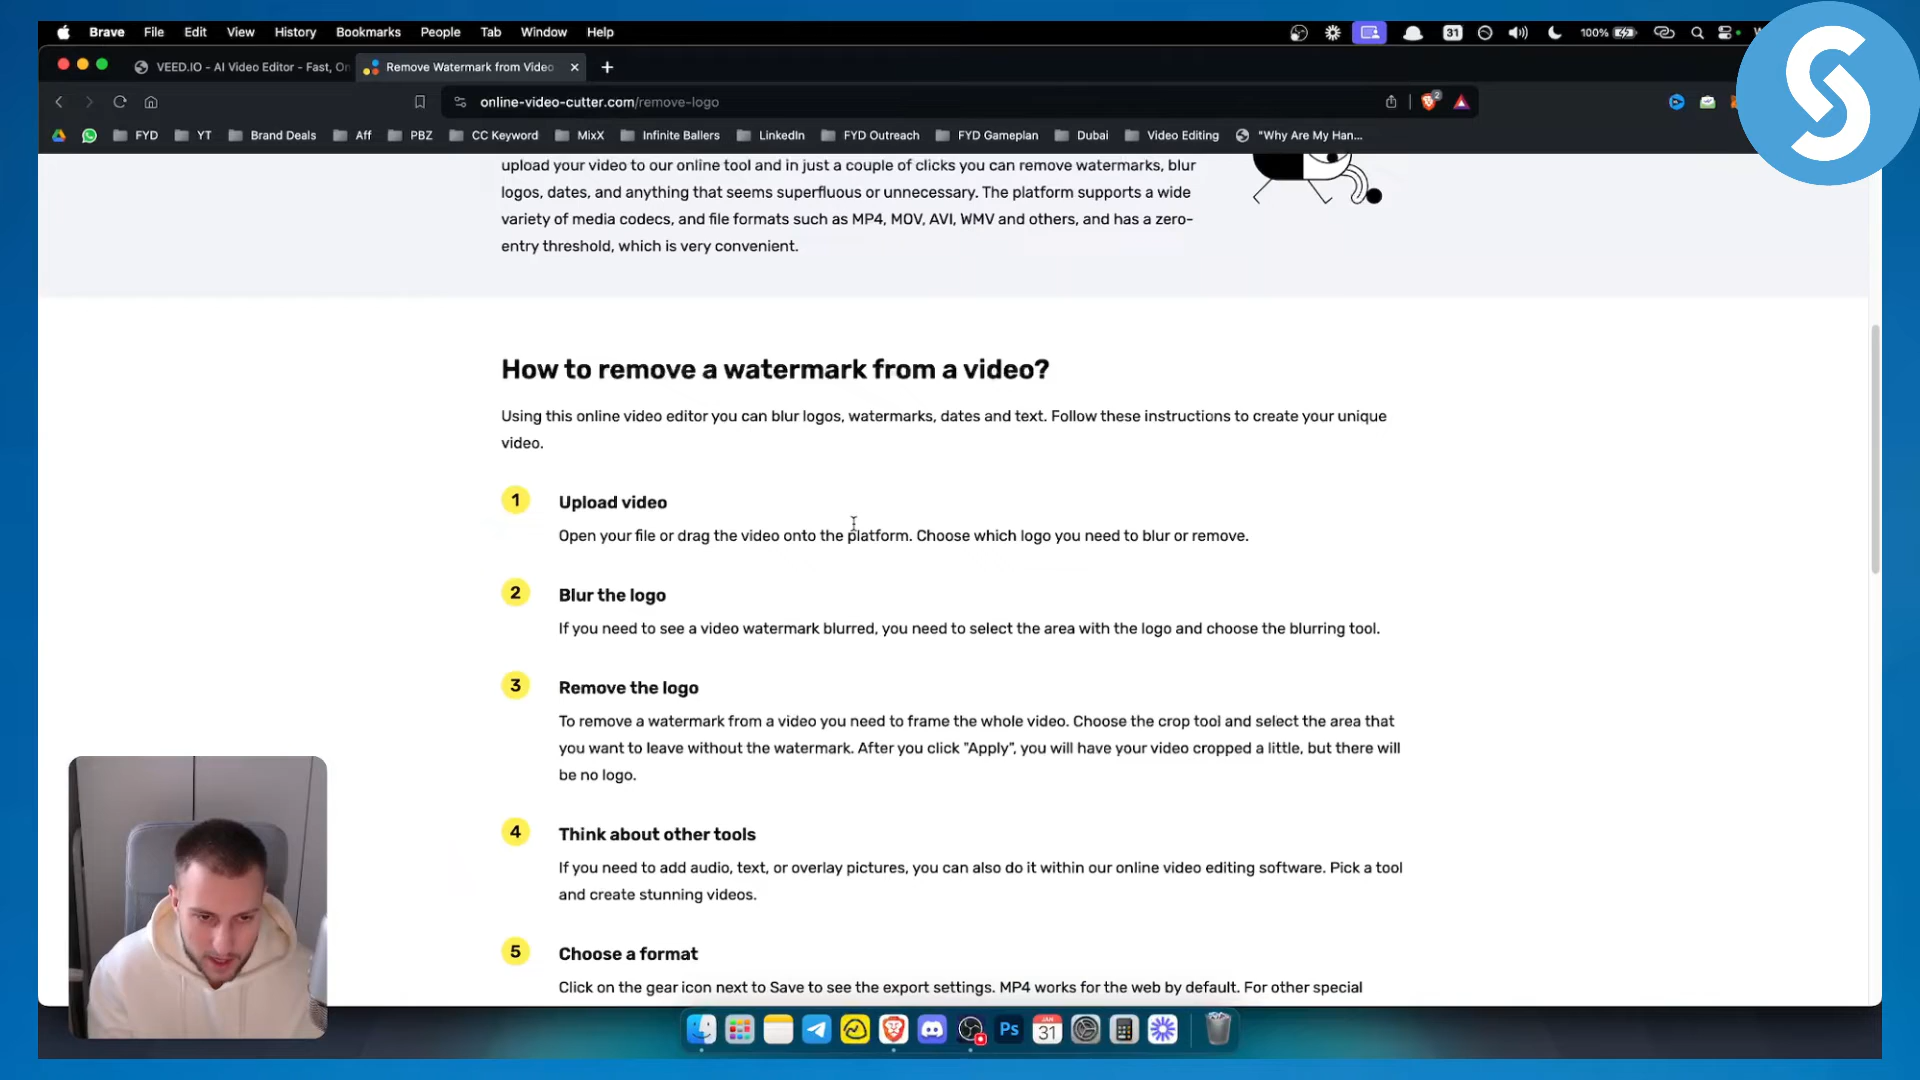 Brave File Edit View History Bookmarks People Tab Window Help 31 100%
VEED.IO - AI Video Editor - Fast, On
Remove Watermark from Video
online-video-cutter.com/remove-logo
2
FYD YT Brand Deals Aff PBZ CC Keyword MixX Infinite Ballers LinkedIn FYD Outreach FYD Gameplan Dubai Video Editing "Why Are My Han...
upload your video to our online tool and in just a couple of clicks you can remove watermarks, blur
logos, dates, and anything that seems superfluous or unnecessary. The platform supports a wide
variety of media codecs, and file formats such as MP4, MOV, AVI, WMV and others, and has a zero-
entry threshold, which is very convenient.
How to remove a watermark from a video?
Using this online video editor you can blur logos, watermarks, dates and text. Follow these instructions to create your unique
video.
1 Upload video
Open your file or drag the video onto the platform. Choose which logo you need to blur or remove.
2 Blur the logo
If you need to see a video watermark blurred, you need to select the area with the logo and choose the blurring tool.
3 Remove the logo
To remove a watermark from a video you need to frame the whole video. Choose the crop tool and select the area that
you want to leave without the watermark. After you click "Apply", you will have your video cropped a little, but there will
be no logo.
4 Think about other tools
If you need to add audio, text, or overlay pictures, you can also do it within our online video editing software. Pick a tool
and create stunning videos.
5 Choose a format
Click on the gear icon next to Save to see the export settings. MP4 works for the web by default. For other special
Ps JAN 31